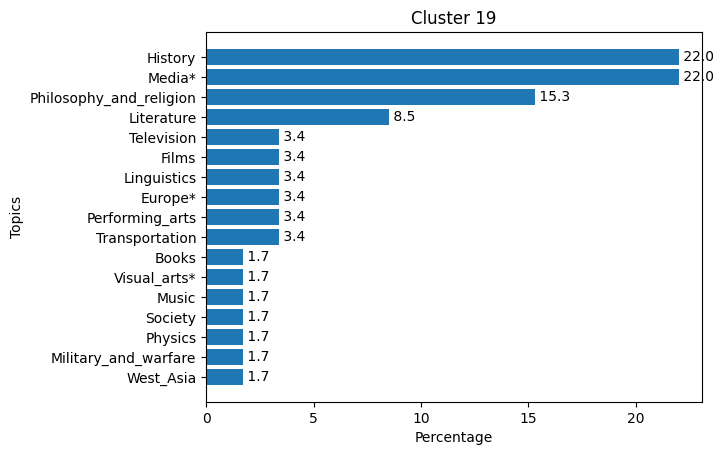 Cluster 19
Topics
History 22.0
Media* 22.0
Philosophy_and_religion 15.3
Literature 8.5
Television 3.4
Films 3.4
Linguistics 3.4
Europe* 3.4
Performing_arts 3.4
Transportation 3.4
Books 1.7
Visual_arts* 1.7
Music 1.7
Society 1.7
Physics 1.7
Military_and_warfare 1.7
West_Asia 1.7
0 5 10 15 20
Percentage